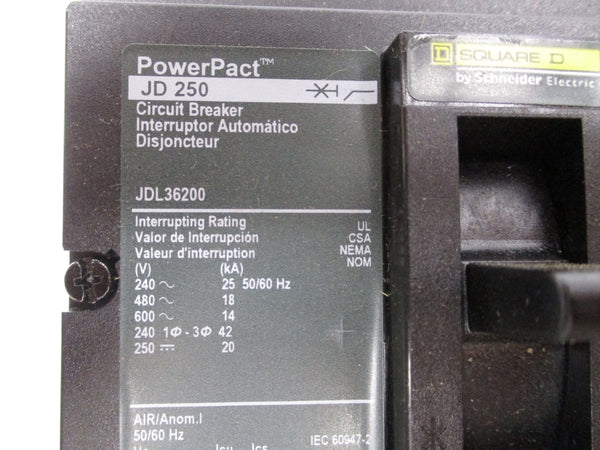 PowerPact™
JD 250
Circuit Breaker
Interruptor Automático
Disjoncteur
JDL36200
Interrupting Rating
Valor de Interrupción
Valeur d'interruption
UL
CSA
NEMA
NOM
(V) (kA)
240 ~ 25 50/60 Hz
480 ~ 18
600 ~ 14
240 1Φ - 3Φ 42
250 ⎓ 20
AIR/Anom.I
50/60 Hz
IEC 60947-2
Icu Ics
D SQUARE D
by Schneider Electric